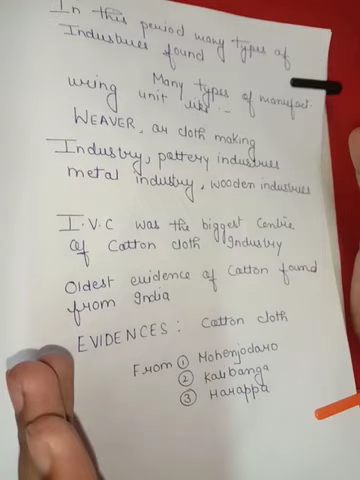 In this period many types of
Industries found
Many types of manufact-
uring unit like :-
WEAVER, or cloth making
Industry, pottery industries
metal industry, wooden industries
I.V.C was the biggest Centre
of Cotton cloth Industry
Oldest evidence of Cotton found
from India
EVIDENCES : Cotton cloth
From ① Mohenjodaro
② Kalibanga
③ Harappa